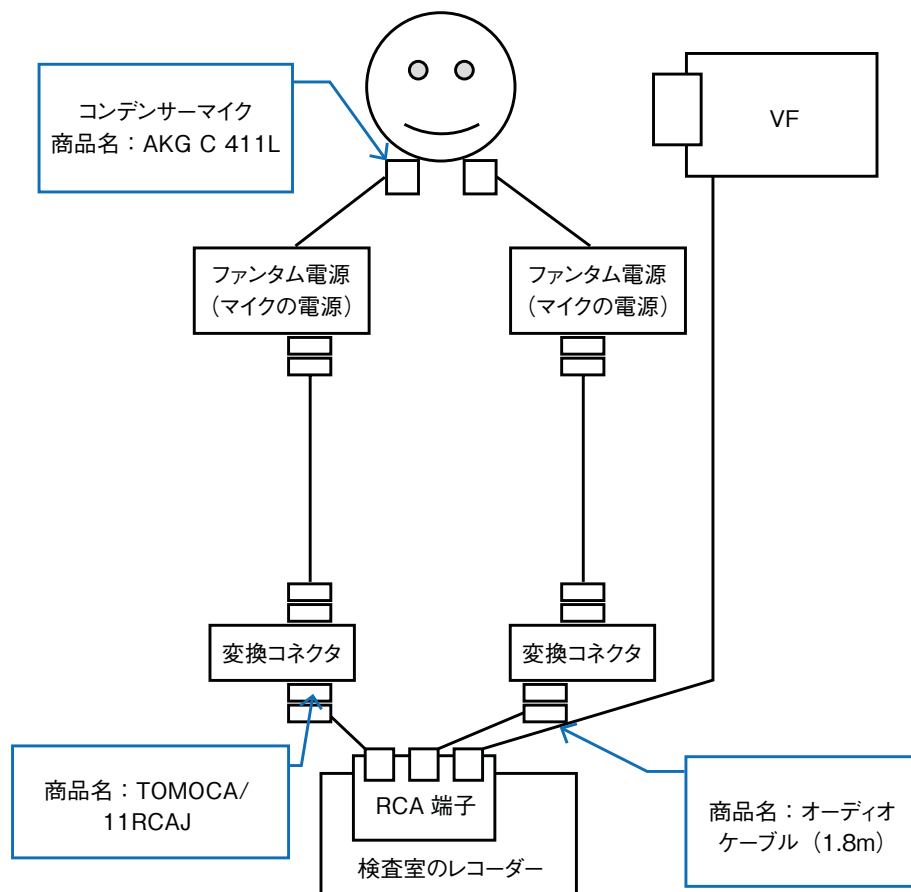 コンデンサーマイク
商品名：AKG C 411L
VF
ファンタム電源
（マイクの電源）
ファンタム電源
（マイクの電源）
変換コネクタ
変換コネクタ
商品名：TOMOCA/
11RCAJ
RCA 端子
検査室のレコーダー
商品名：オーディオ
ケーブル（1.8m）